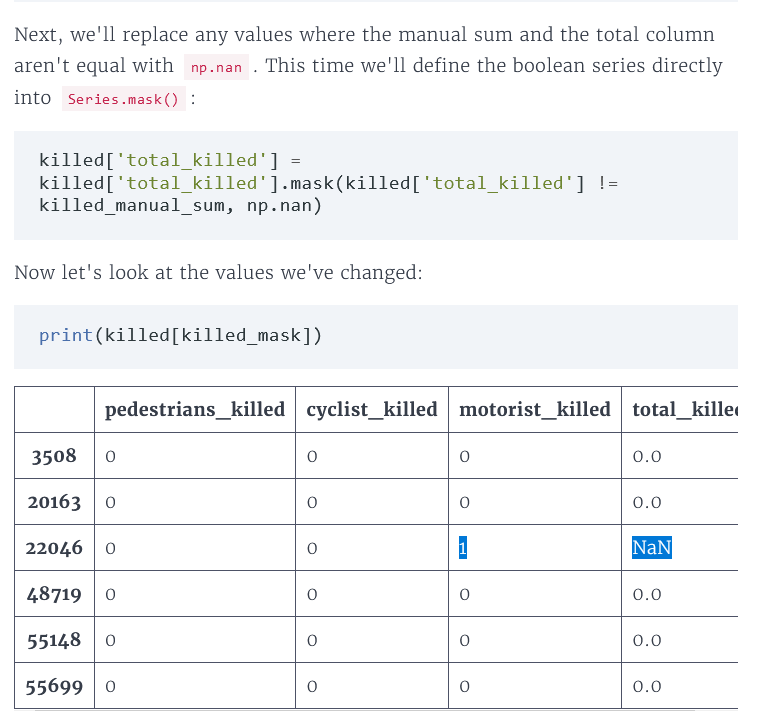 Next, we'll replace any values where the manual sum and the total column
aren't equal with np.nan . This time we'll define the boolean series directly
into Series.mask() :
killed['total_killed'] =
killed['total_killed'].mask(killed['total_killed'] !=
killed_manual_sum, np.nan)
Now let's look at the values we've changed:
print(killed[killed_mask])
pedestrians_killed cyclist_killed motorist_killed total_killed
3508 0 0 0 0.0
20163 0 0 0 0.0
22046 0 0 1 NaN
48719 0 0 0 0.0
55148 0 0 0 0.0
55699 0 0 0 0.0